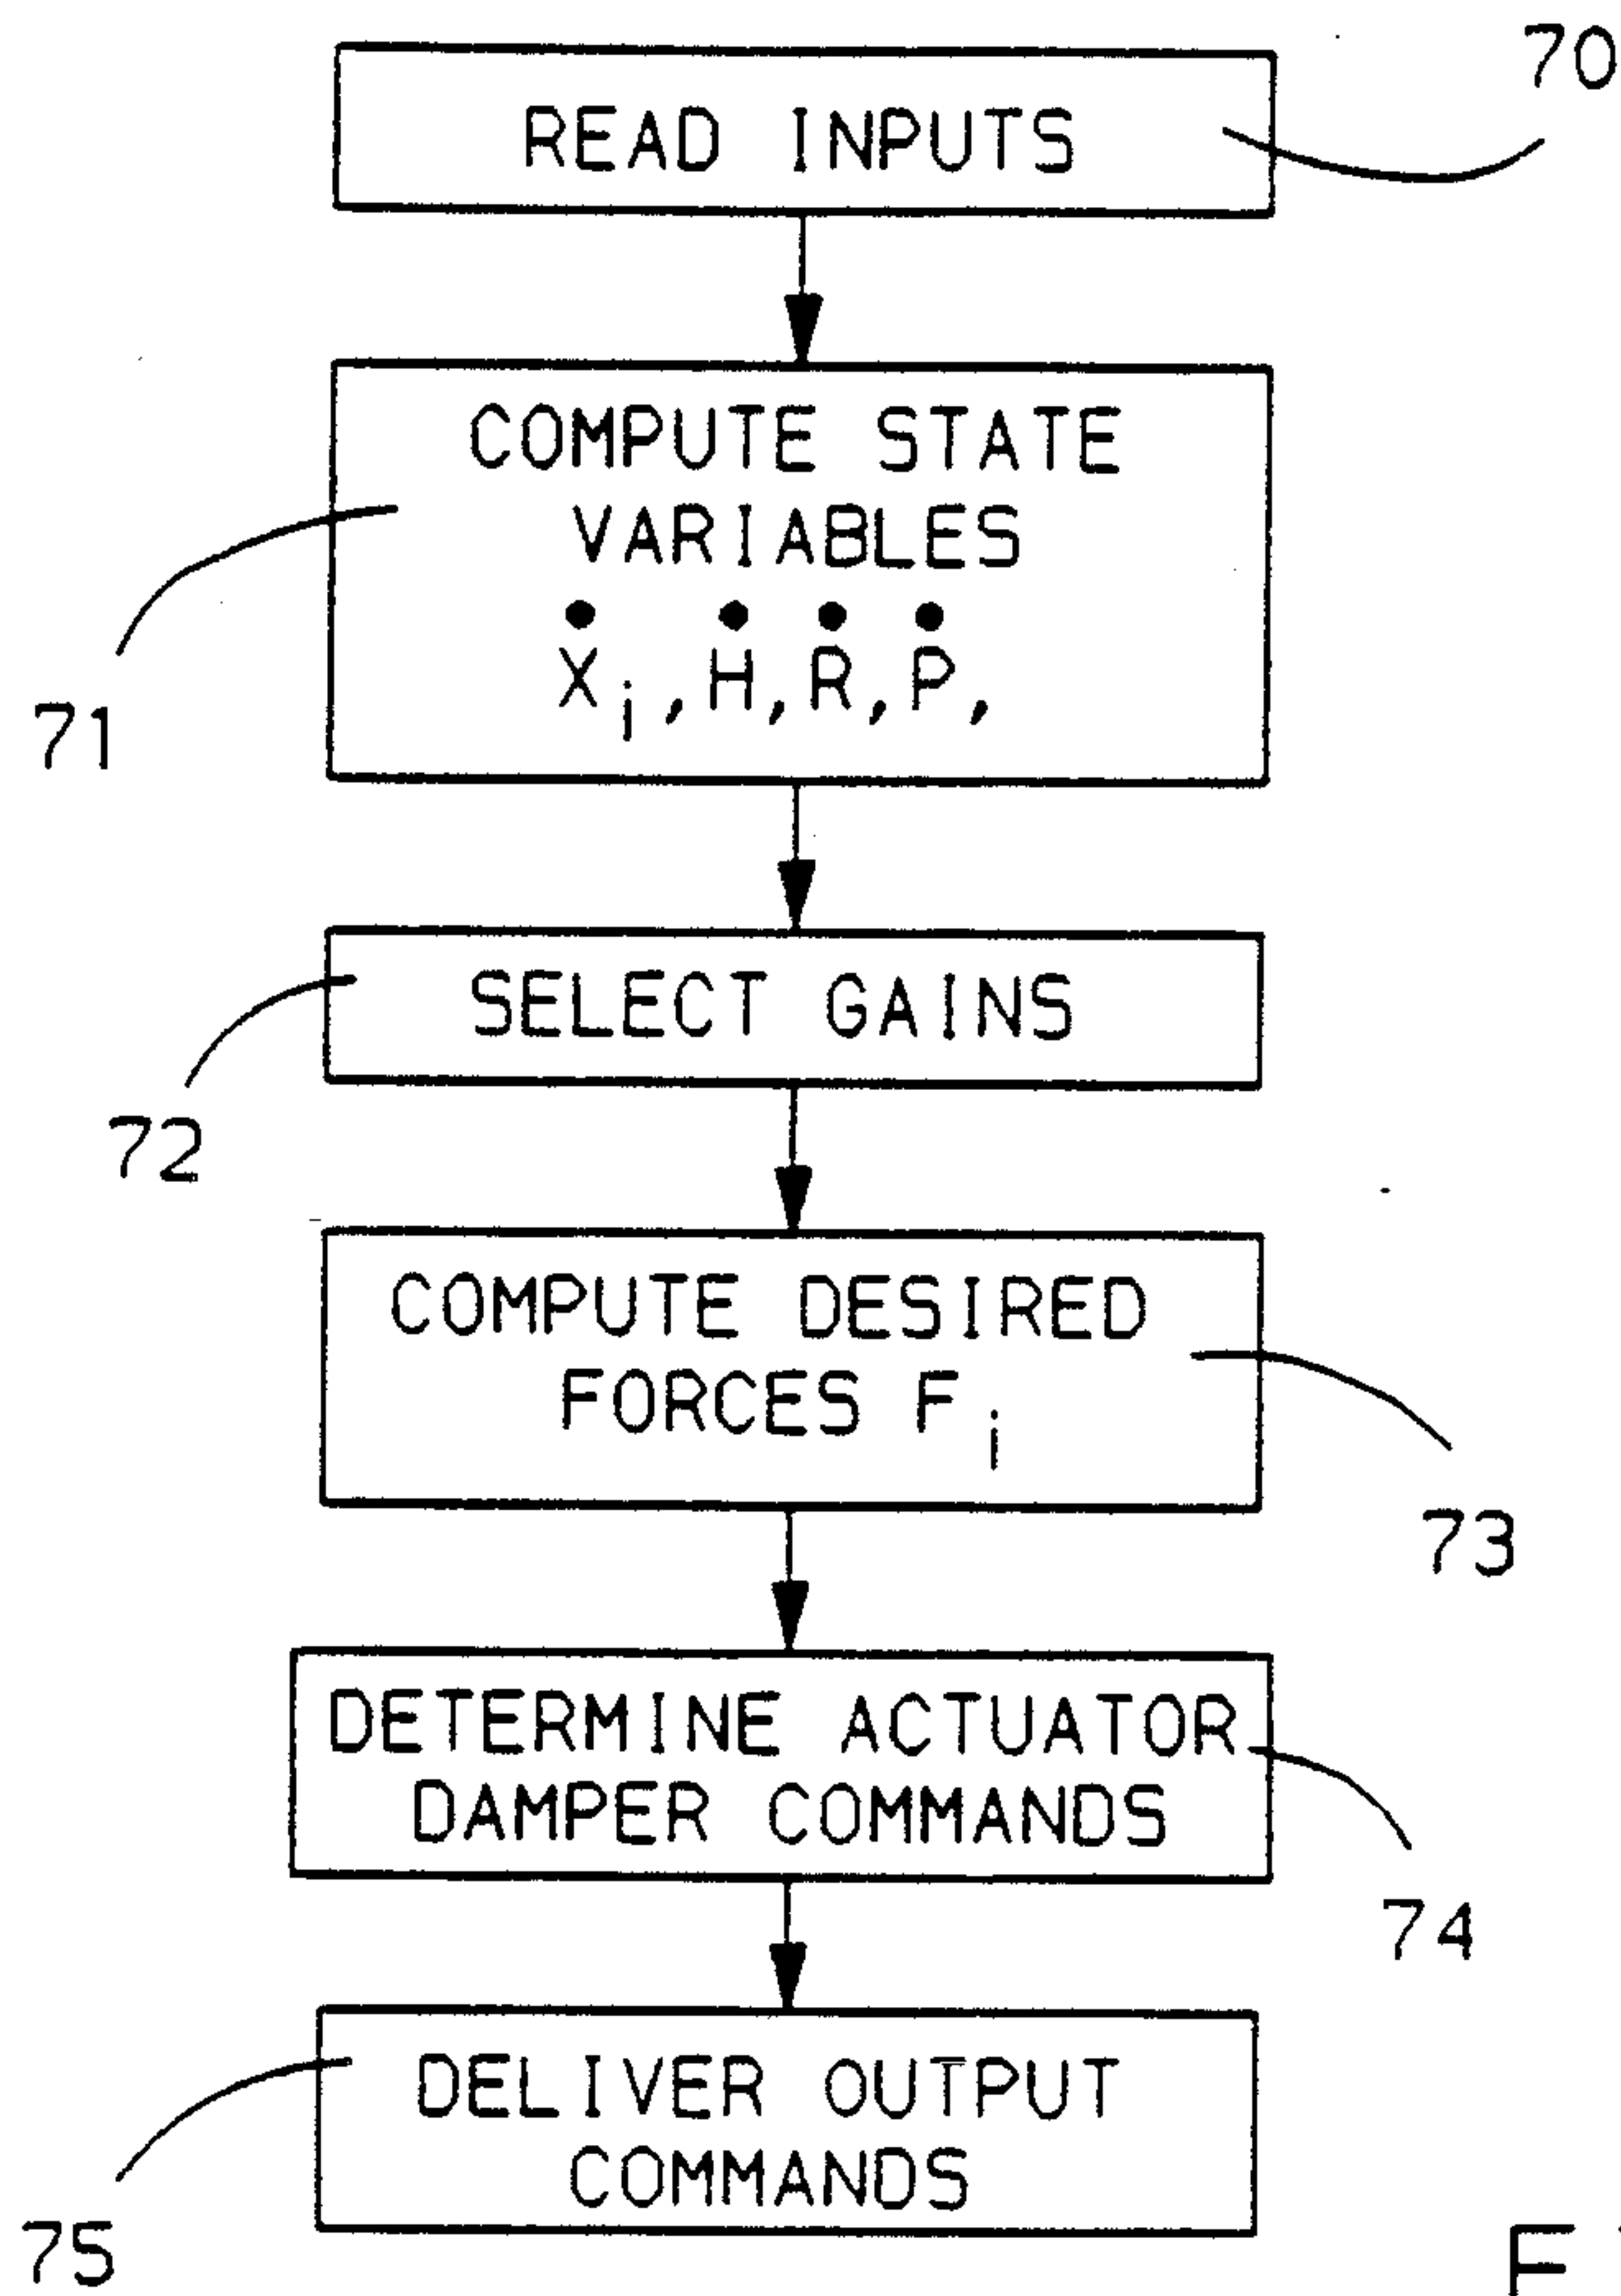 READ INPUTS
70
COMPUTE STATE
VARIABLES
Ẋi, Ḣ, Ṙ, Ṗ,
71
SELECT GAINS
72
COMPUTE DESIRED
FORCES Fi
73
DETERMINE ACTUATOR
DAMPER COMMANDS
74
DELIVER OUTPUT
COMMANDS
75